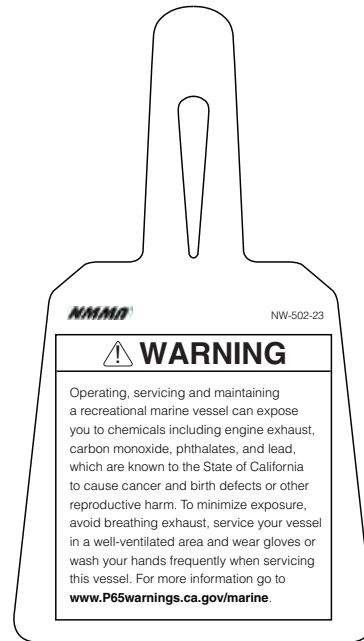 NMMA
NW-502-23
WARNING
Operating, servicing and maintaining
a recreational marine vessel can expose
you to chemicals including engine exhaust,
carbon monoxide, phthalates, and lead,
which are known to the State of California
to cause cancer and birth defects or other
reproductive harm. To minimize exposure,
avoid breathing exhaust, service your vessel
in a well-ventilated area and wear gloves or
wash your hands frequently when servicing
this vessel. For more information go to
www.P65warnings.ca.gov/marine.